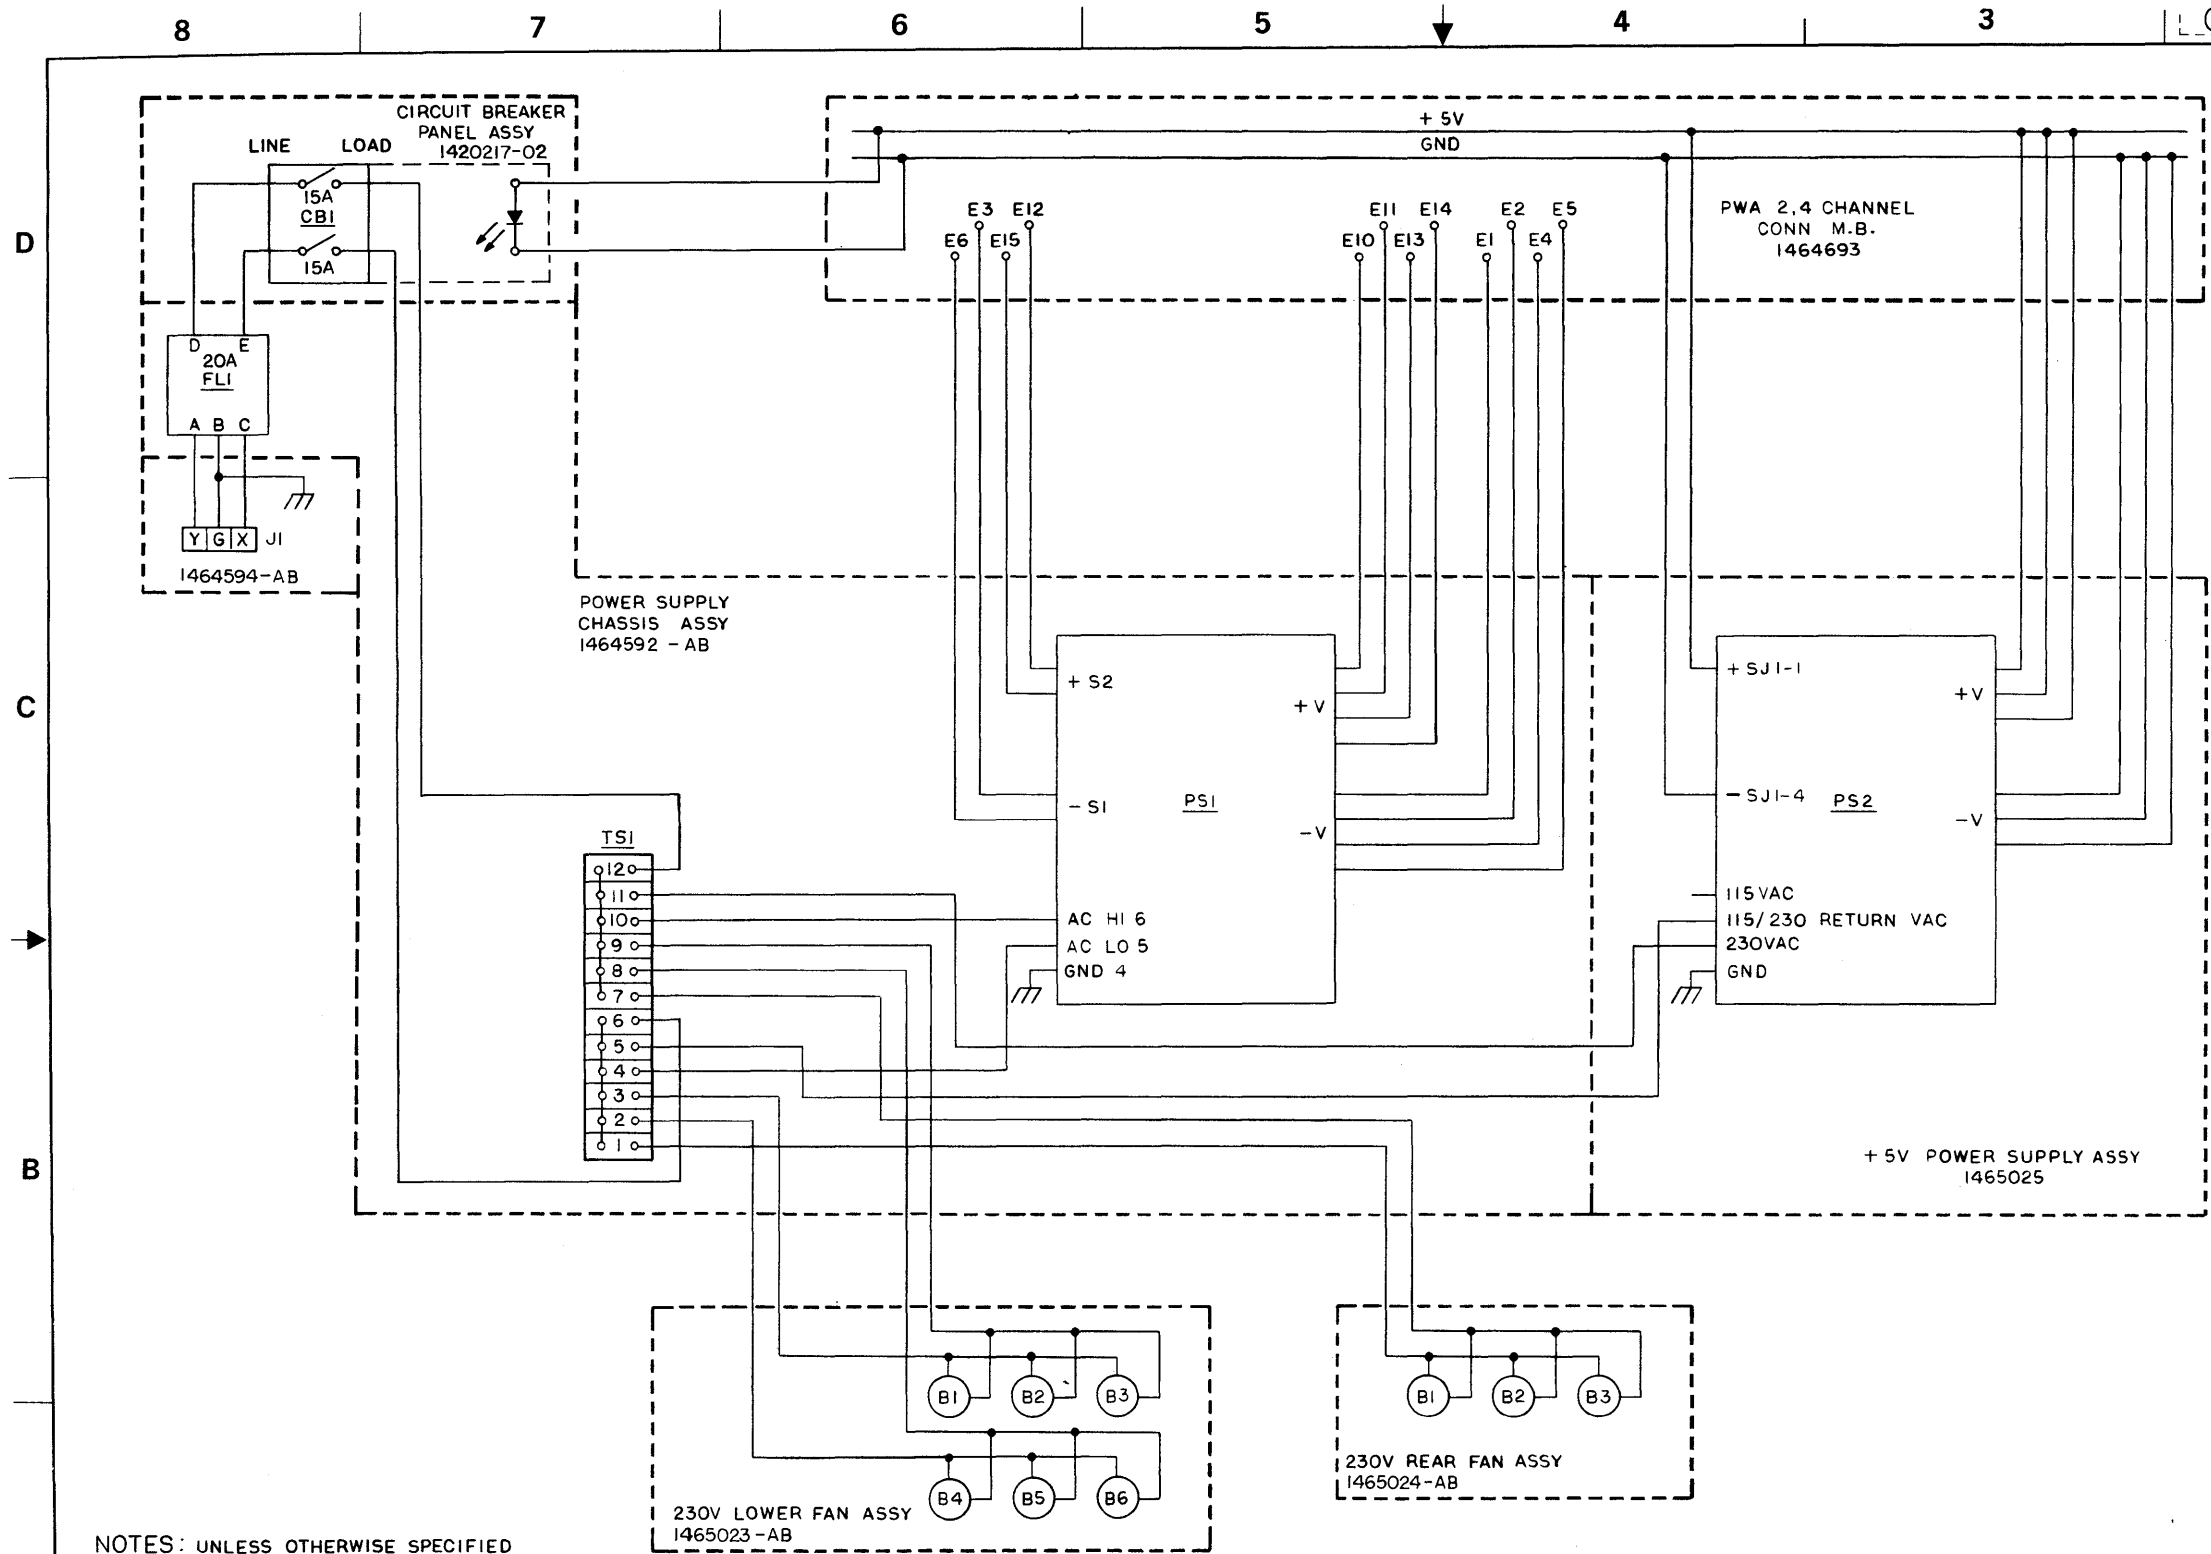 8 7 6 5 4 3
D
C
B
CIRCUIT BREAKER
PANEL ASSY
1420217-02
LINE LOAD
15A
CB1
15A
D E
20A
FL1
A B C
Y G X J1
1464594-AB
+ 5V
GND
E3 E12
E6 E15
E11 E14 E2 E5
E10 E13 E1 E4
PWA 2,4 CHANNEL
CONN M.B.
1464693
POWER SUPPLY
CHASSIS ASSY
1464592 - AB
+ S2
+ V
- S1
PS1
-V
AC HI 6
AC LO 5
GND 4
+ SJ1-1
+V
- SJ1-4
PS2
-V
115 VAC
115/230 RETURN VAC
230VAC
GND
TS1
12
11
10
9
8
7
6
5
4
3
2
1
+ 5V POWER SUPPLY ASSY
1465025
B1 B2 B3
B4 B5 B6
230V LOWER FAN ASSY
1465023-AB
B1 B2 B3
230V REAR FAN ASSY
1465024-AB
NOTES: UNLESS OTHERWISE SPECIFIED